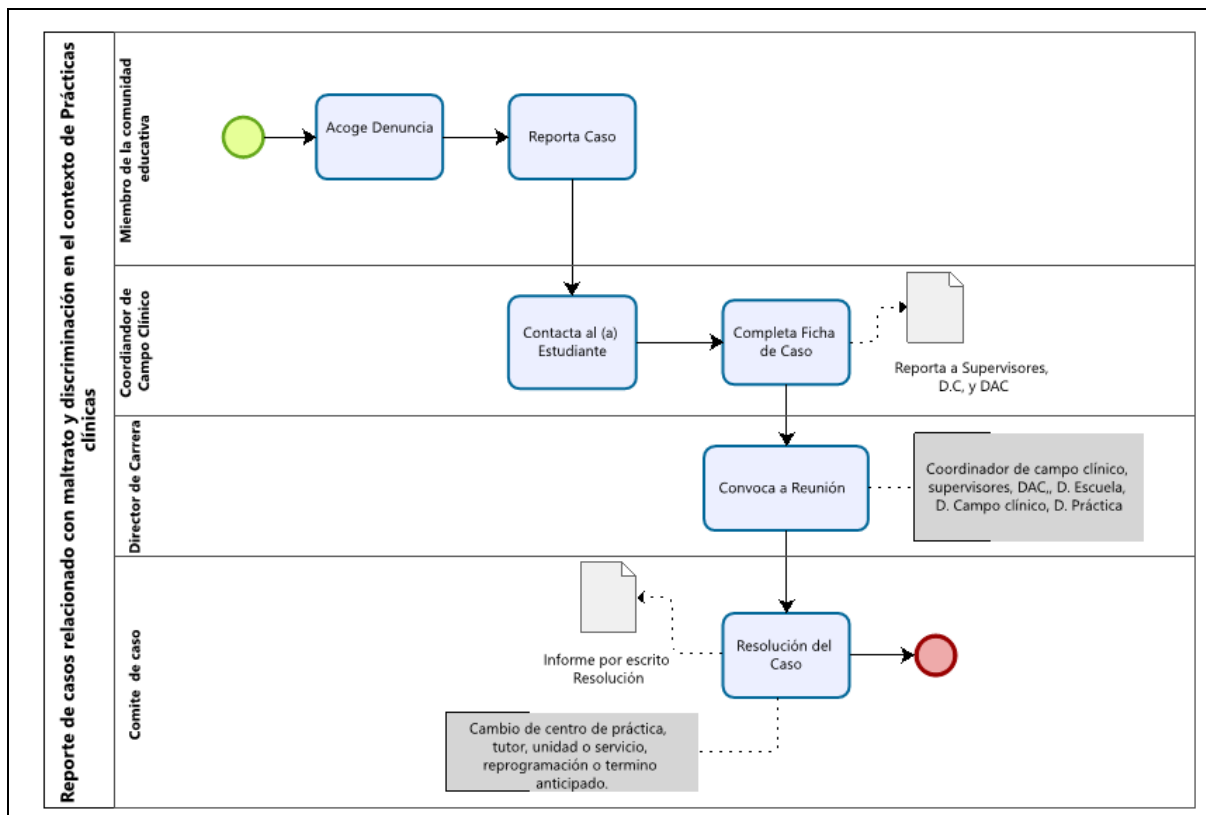 Reporte de casos relacionado con maltrato y discriminación en el contexto de Prácticas
clínicas
Miembro de la comunidad
educativa
Acoge Denuncia
Reporta Caso
Coordiandor de
Campo Clínico
Contacta al (a)
Estudiante
Completa Ficha
de Caso
Reporta a Supervisores,
D.C, y DAC
Director de Carrera
Convoca a Reunión
Coordinador de campo clínico,
supervisores, DAC,, D. Escuela,
D. Campo clínico, D. Práctica
Comite de caso
Informe por escrito
Resolución
Resolución del
Caso
Cambio de centro de práctica,
tutor, unidad o servicio,
reprogramación o termino
anticipado.